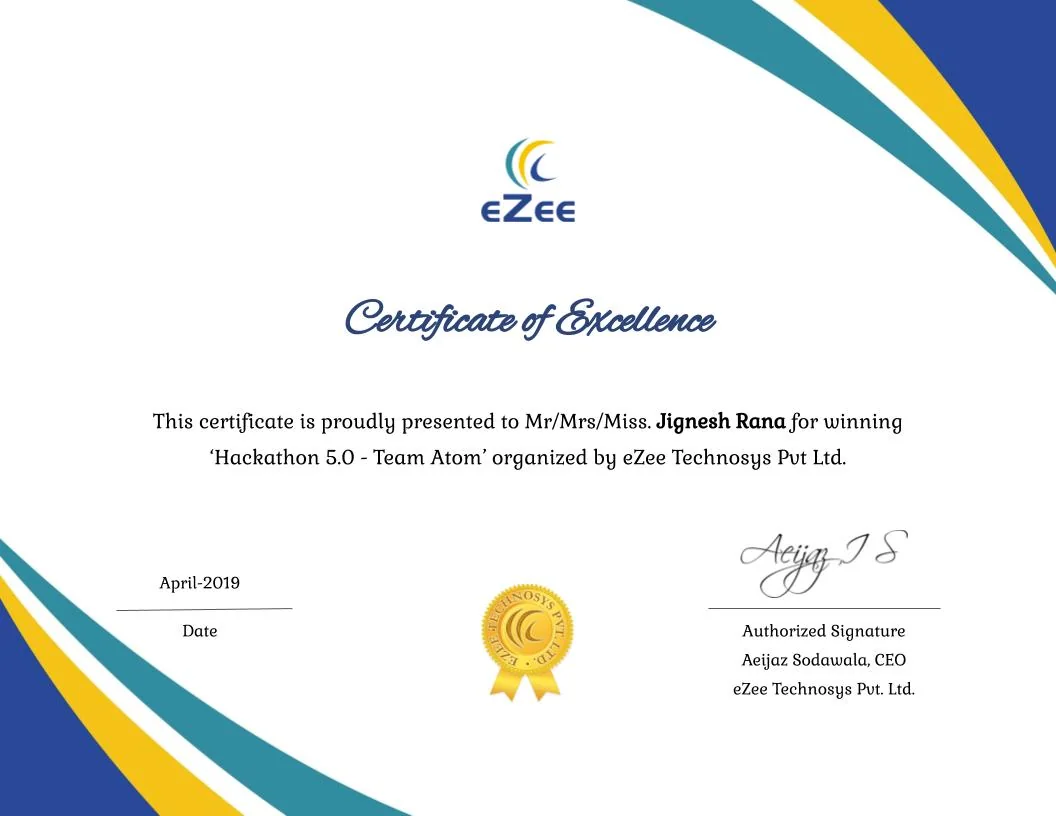 eZee
Certificate of Excellence
This certificate is proudly presented to Mr/Mrs/Miss. Jignesh Rana for winning
‘Hackathon 5.0 - Team Atom’ organized by eZee Technosys Pvt Ltd.
Aeijaz I S
April-2019
Date
EZEE TECHNOSYS PVT. LTD.
Authorized Signature
Aeijaz Sodawala, CEO
eZee Technosys Pvt. Ltd.